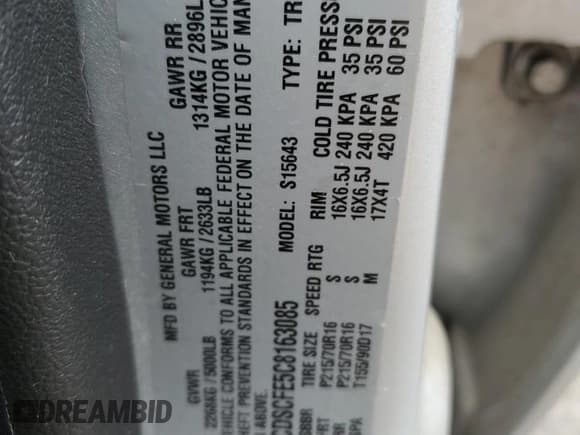 MFD BY GENERAL MOTORS LLC
GVWR GAWR FRT GAWR RR
2268KG / 5000LB 1194KG / 2633LB 1314KG / 2896L
VEHICLE CONFORMS TO ALL APPLICABLE FEDERAL MOTOR VEHIC
PREVENTION STANDARDS IN EFFECT ON THE DATE OF MAN
ABOVE.
CDSCFE5C8163085 MODEL: S15643 TYPE: TR
TIRE SIZE SPEED RTG RIM COLD TIRE PRESS
P215/70R16 S 16X6.5J 240 KPA 35 PSI
P215/70R16 S 16X6.5J 240 KPA 35 PSI
T155/90D17 M 17X4T 420 KPA 60 PSI
DREAMBID